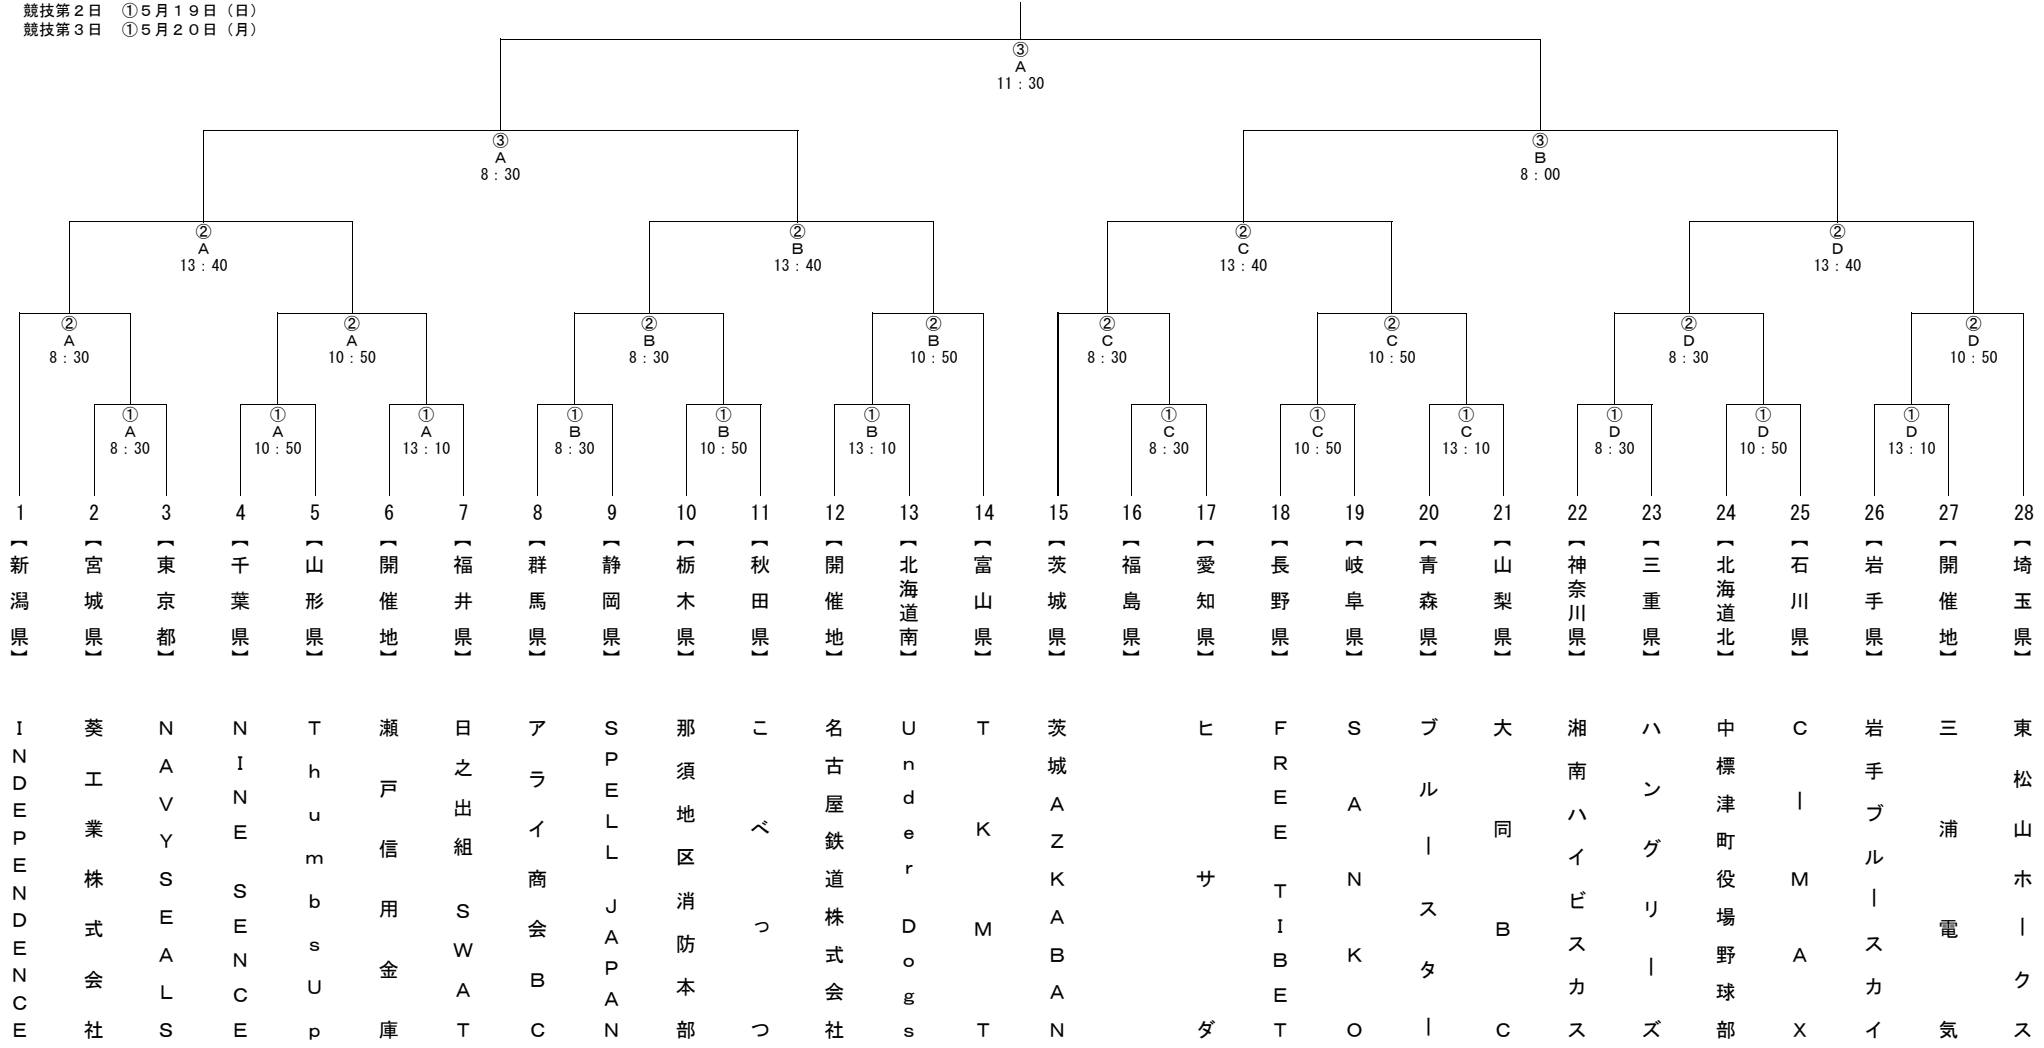 競技第２日　①５月１９日（日）
競技第３日　①５月２０日（月）
③
A
11：30
③
A
8：30
③
B
8：00
②
A
13：40
②
B
13：40
②
C
13：40
②
D
13：40
②
A
8：30
②
A
10：50
②
B
8：30
②
B
10：50
②
C
8：30
②
C
10：50
②
D
8：30
②
D
10：50
①
A
8：30
①
A
10：50
①
A
13：10
①
B
8：30
①
B
10：50
①
B
13：10
①
C
8：30
①
C
10：50
①
C
13：10
①
D
8：30
①
D
10：50
①
D
13：10
1【新潟県】INDEPENDENCE
2【宮城県】葵工業株式会社
3【東京都】NAVYSEALS
4【千葉県】NINE SENCE
5【山形県】ThumbsUp
6【開催地】瀬戸信用金庫
7【福井県】日之出組 SWAT
8【群馬県】アライ商会BC
9【静岡県】SPELL JAPAN
10【栃木県】那須地区消防本部
11【秋田県】こべっつ
12【開催地】名古屋鉄道株式会社
13【北海道南】Under Dogs
14【富山県】TKMT
15【茨城県】茨城AZKABAN
16【福島県】
17【愛知県】ヒサダ
18【長野県】FREE TIBET
19【岐阜県】SANKO
20【青森県】ブルースター
21【山梨県】大同BC
22【神奈川県】湘南ハイビスカス
23【三重県】ハングリーズ
24【北海道北】中標津町役場野球部
25【石川県】CーMAX
26【岩手県】岩手ブルースカイ
27【開催地】三浦電気
28【埼玉県】東松山ホークス